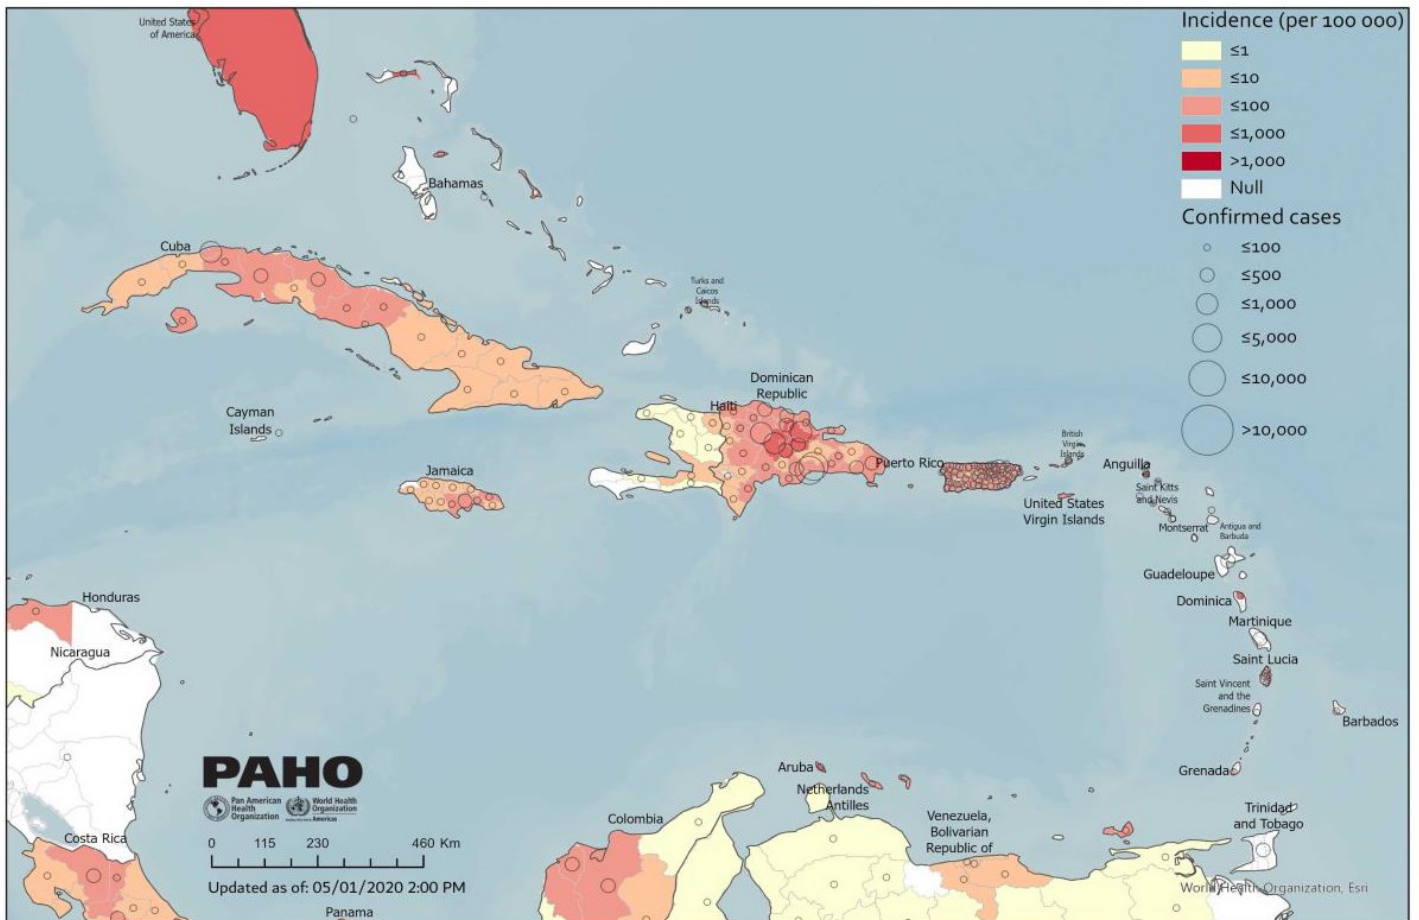 United States
of America
Incidence (per 100 000)
≤1
≤10
≤100
≤1,000
>1,000
Null
Confirmed cases
≤100
≤500
≤1,000
≤5,000
≤10,000
>10,000
Bahamas
Cuba
Turks and
Caicos
Islands
Dominican
Republic
Haiti
Cayman
Islands
Jamaica
Puerto Rico
British
Virgin
Islands
Anguilla
United States
Virgin Islands
Saint Kitts
and Nevis
Montserrat
Antigua and
Barbuda
Guadeloupe
Dominica
Martinique
Saint Lucia
Saint Vincent
and the
Grenadines
Barbados
Grenada
Honduras
Nicaragua
PAHO
Pan American
Health
Organization
World Health
Organization
Americas
0 115 230 460 Km
Updated as of: 05/01/2020 2:00 PM
Aruba
Netherlands
Antilles
Colombia
Venezuela,
Bolivarian
Republic of
Trinidad
and Tobago
Costa Rica
Panama
World Health Organization, Esri